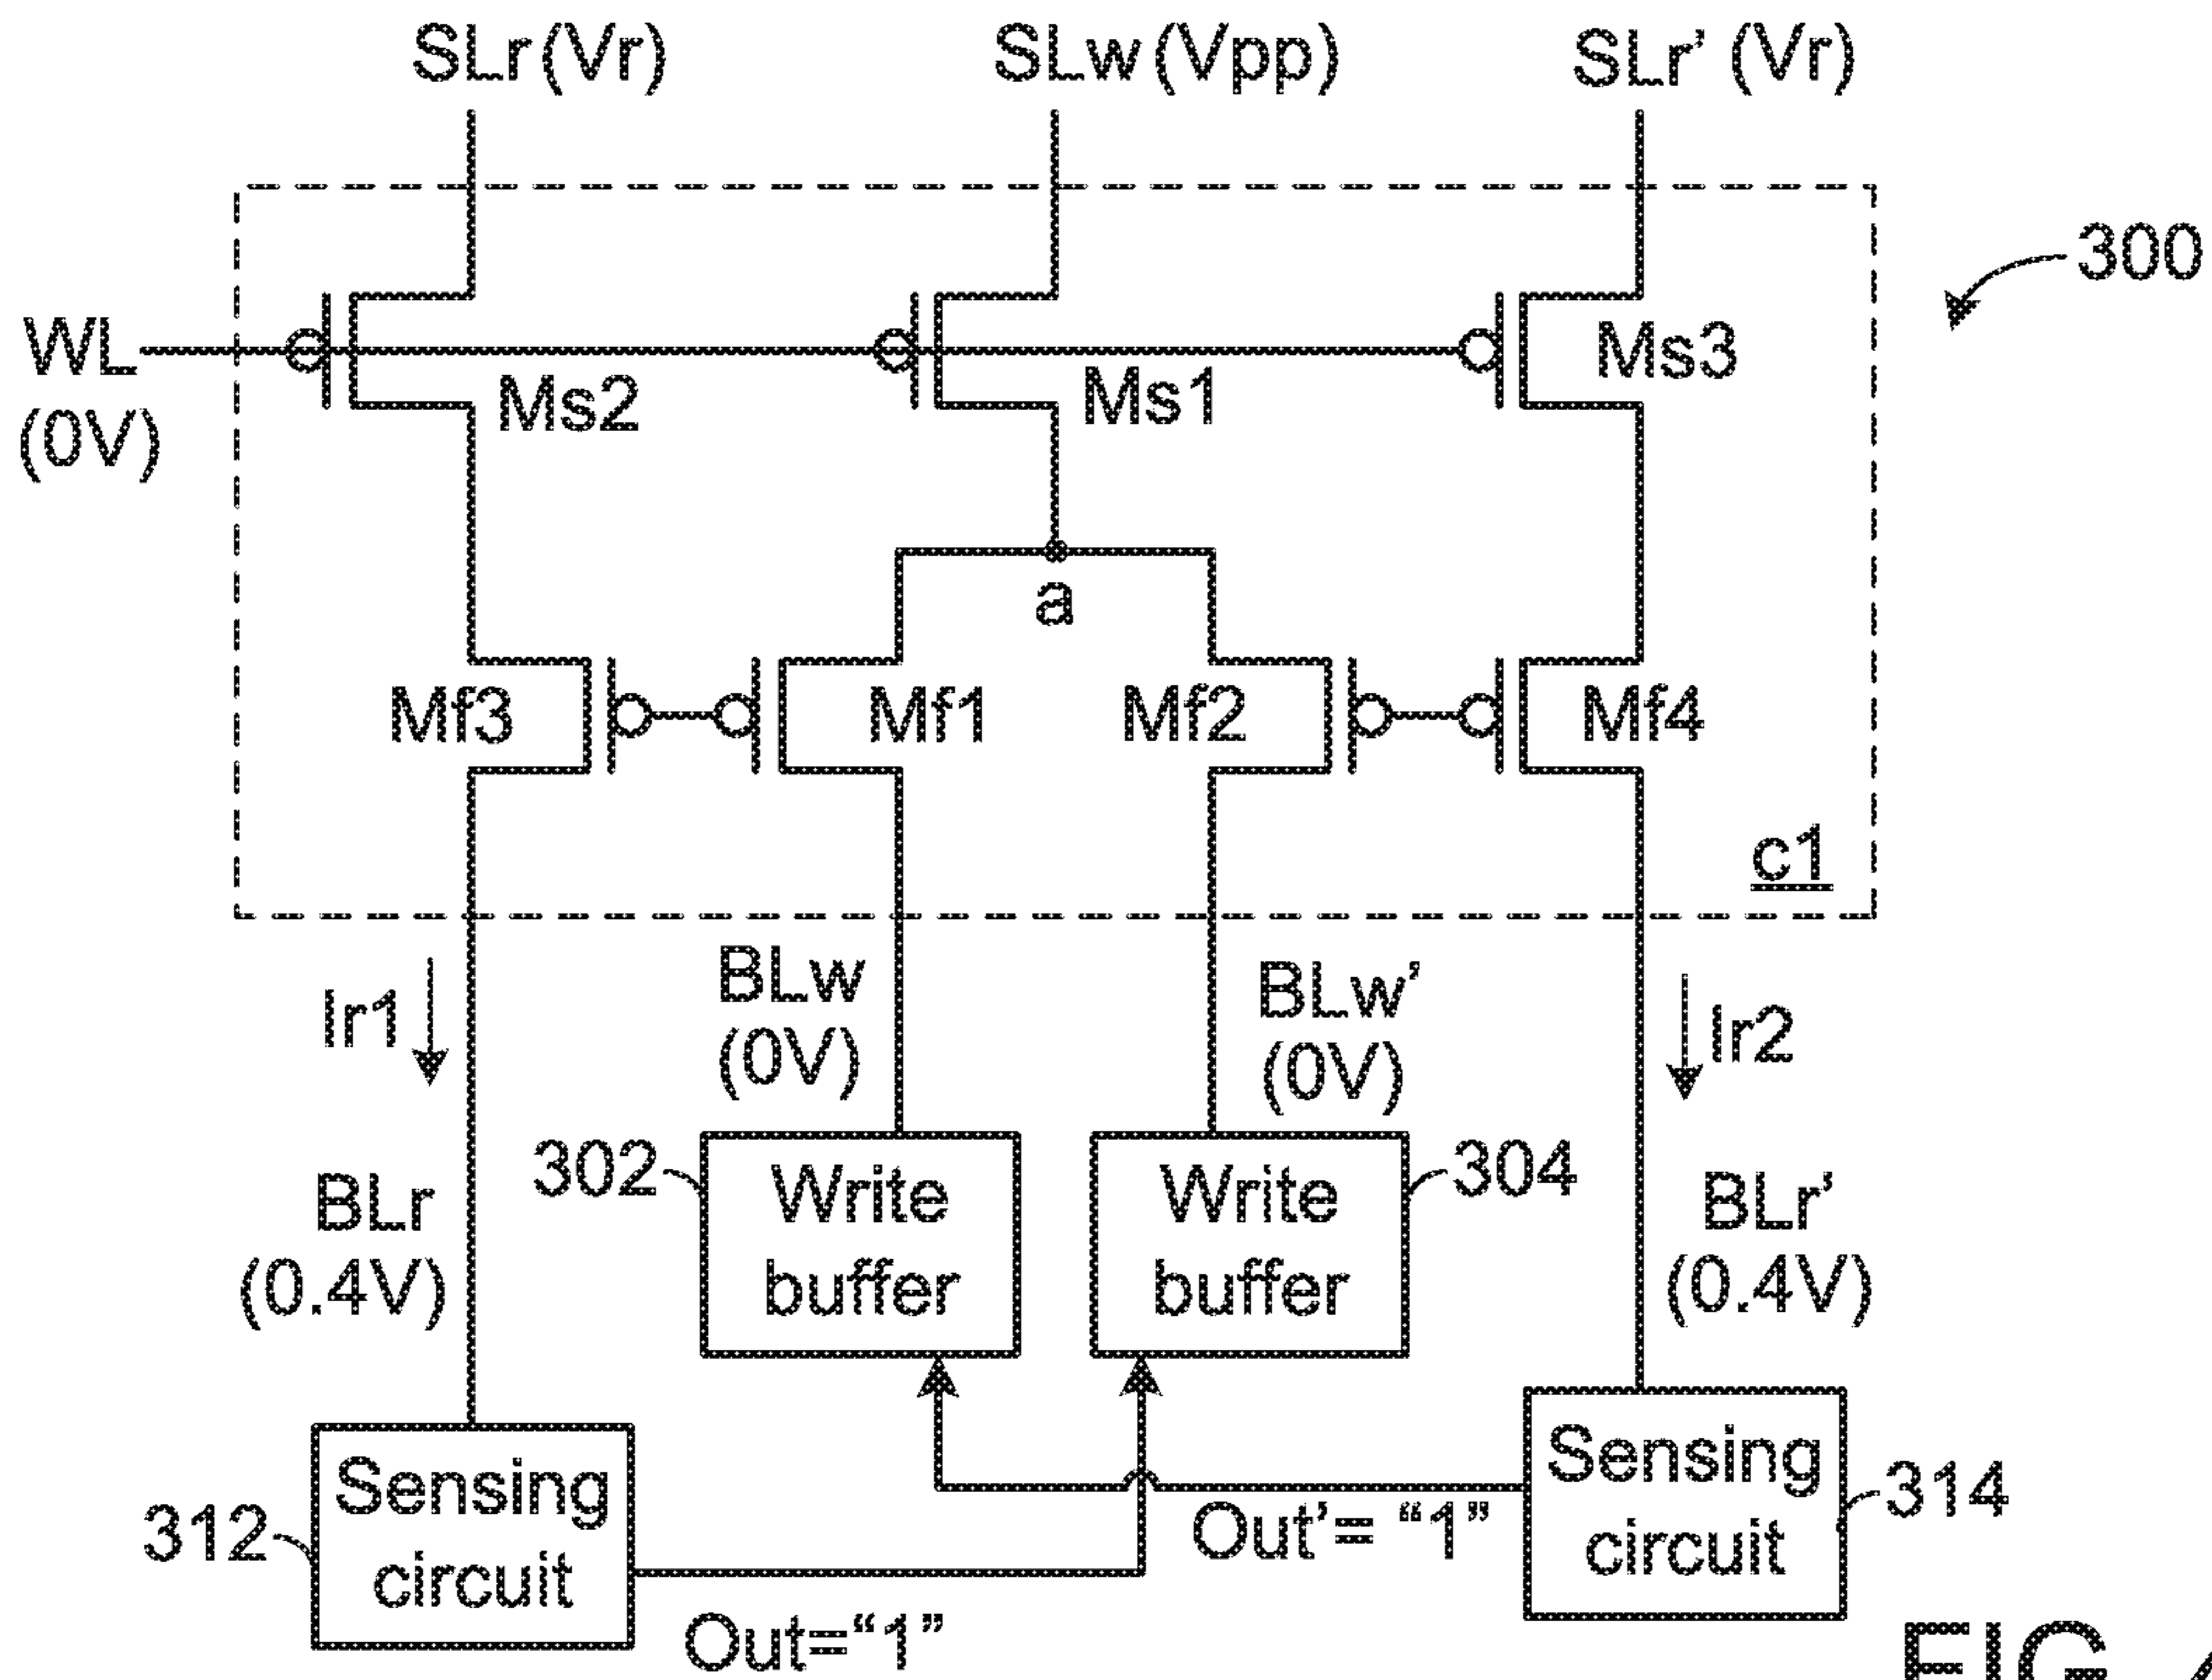 SLr (Vr)
SLw (Vpp)
SLr' (Vr)
300
WL
(0V)
Ms2
Ms1
Ms3
a
Mf3
Mf1
Mf2
Mf4
c1
Ir1
BLw
(0V)
BLw'
(0V)
Ir2
BLr
(0.4V)
302
Write
buffer
Write
buffer
304
BLr'
(0.4V)
312
Sensing
circuit
Out="1"
Out'= "1"
Sensing
circuit
314
FIG.